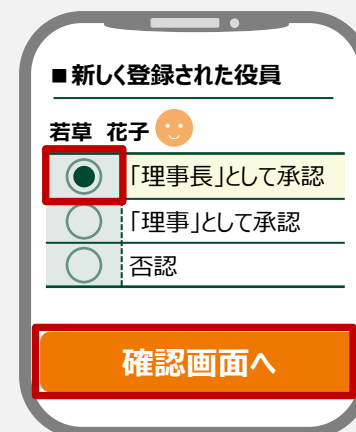 ■新しく登録された役員
若草 花子
「理事長」として承認
「理事」として承認
否認
確認画面へ